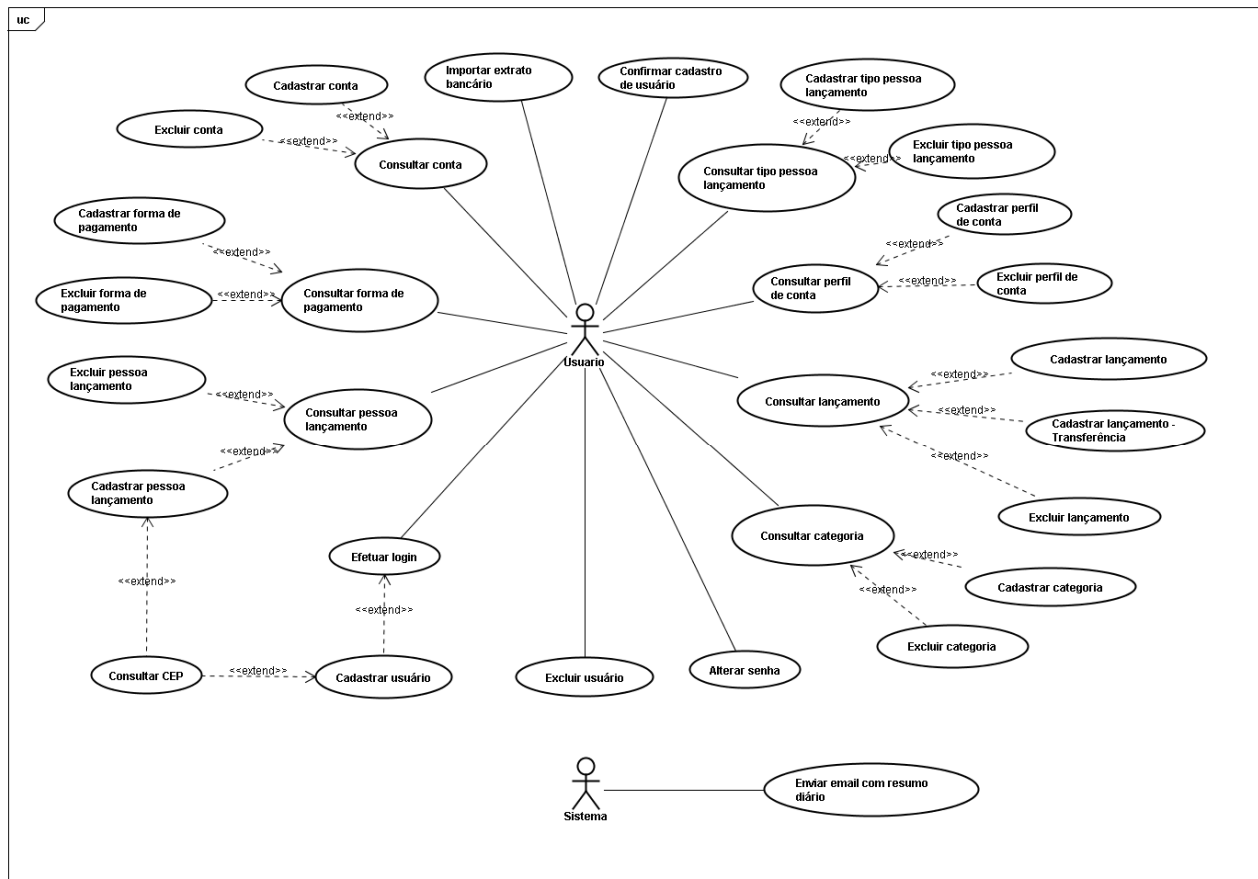 uc
Importar extrato
bancário
Confirmar cadastro
de usuário
Cadastrar tipo pessoa
lançamento
Cadastrar conta
<<extend>>
Excluir conta
<<extend>>
<<extend>>
Excluir tipo pessoa
lançamento
<<extend>>
Consultar conta
Consultar tipo pessoa
lançamento
Cadastrar forma de
pagamento
<<extend>>
Cadastrar perfil
de conta
<<extend>>
Excluir forma de
pagamento
<<extend>>
Consultar forma de
pagamento
Consultar perfil
de conta
<<extend>>
Excluir perfil de
conta
Usuario
Excluir pessoa
lançamento
<<extend>>
Consultar pessoa
lançamento
<<extend>>
Cadastrar pessoa
lançamento
Cadastrar lançamento
<<extend>>
Consultar lançamento
<<extend>>
Cadastrar lançamento -
Transferência
<<extend>>
Excluir lançamento
Consultar categoria
<<extend>>
Cadastrar categoria
<<extend>>
Excluir categoria
Efetuar login
<<extend>>
<<extend>>
Consultar CEP
<<extend>>
Cadastrar usuário
Excluir usuário
Alterar senha
Sistema
Enviar email com resumo
diário